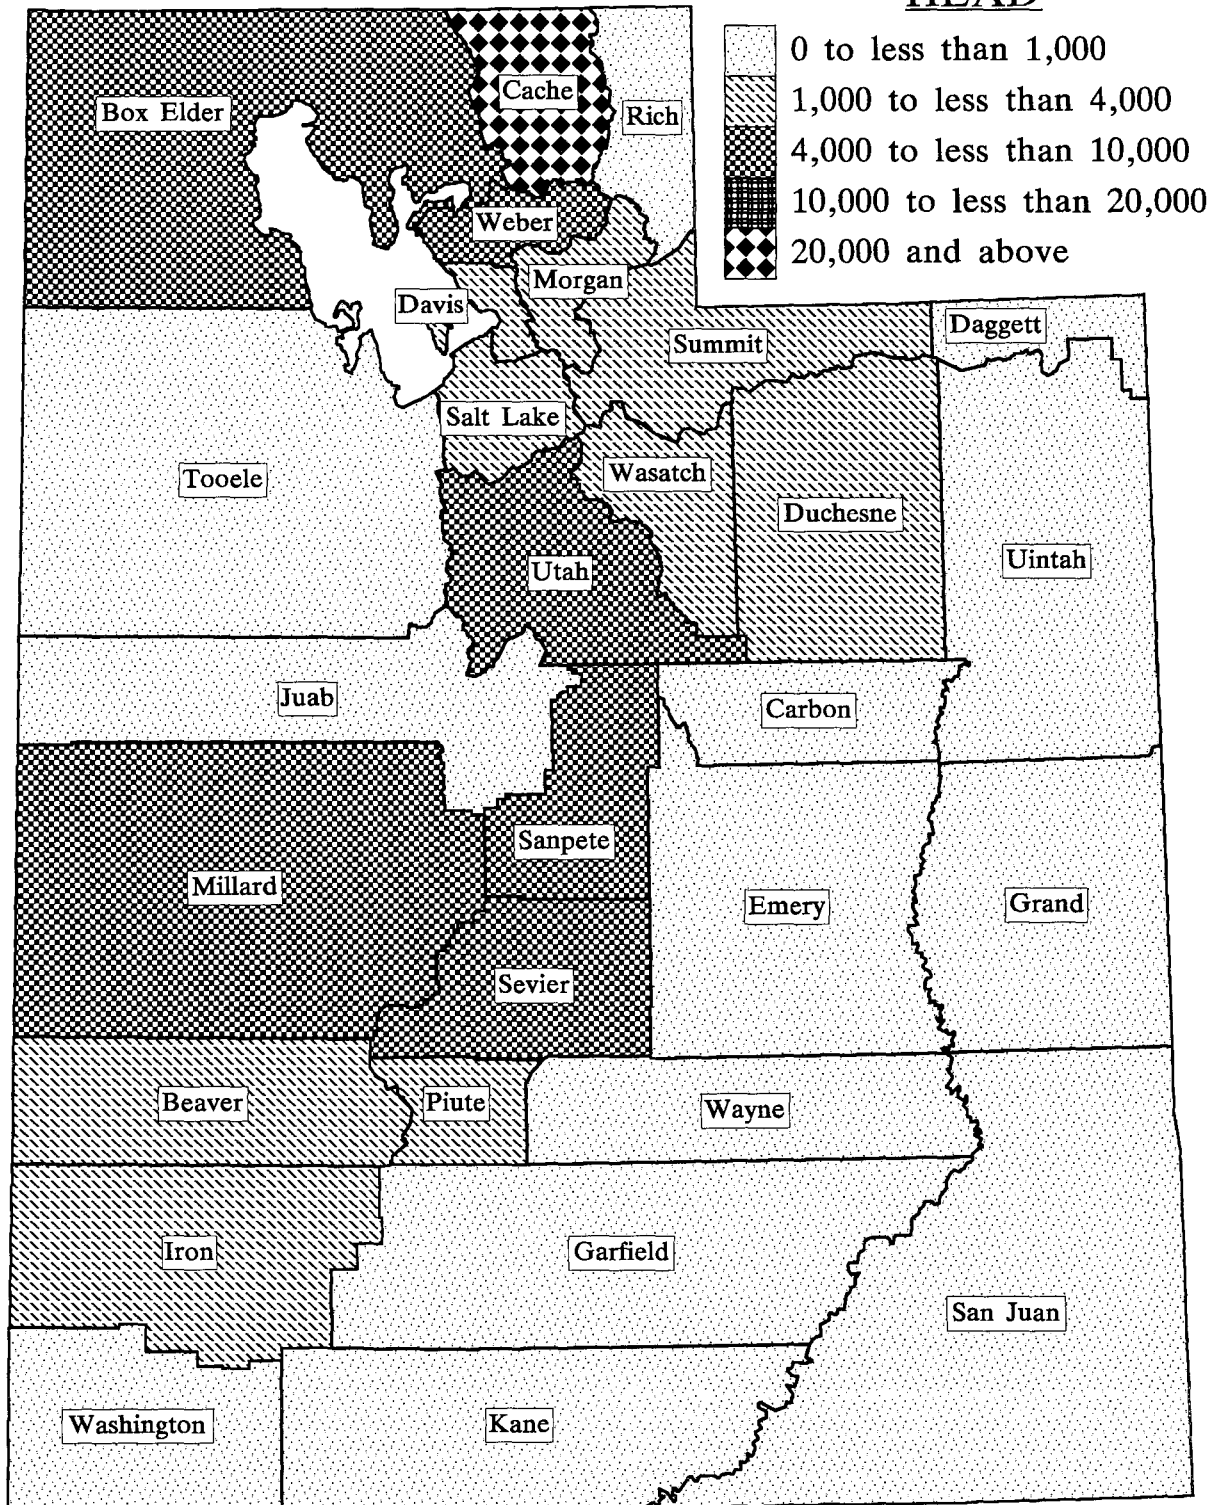 HEAD
0 to less than 1,000
1,000 to less than 4,000
4,000 to less than 10,000
10,000 to less than 20,000
20,000 and above
Box Elder
Cache
Rich
Weber
Morgan
Davis
Daggett
Summit
Salt Lake
Wasatch
Tooele
Duchesne
Uintah
Utah
Juab
Carbon
Sanpete
Millard
Emery
Grand
Sevier
Beaver
Piute
Wayne
Iron
Garfield
San Juan
Washington
Kane